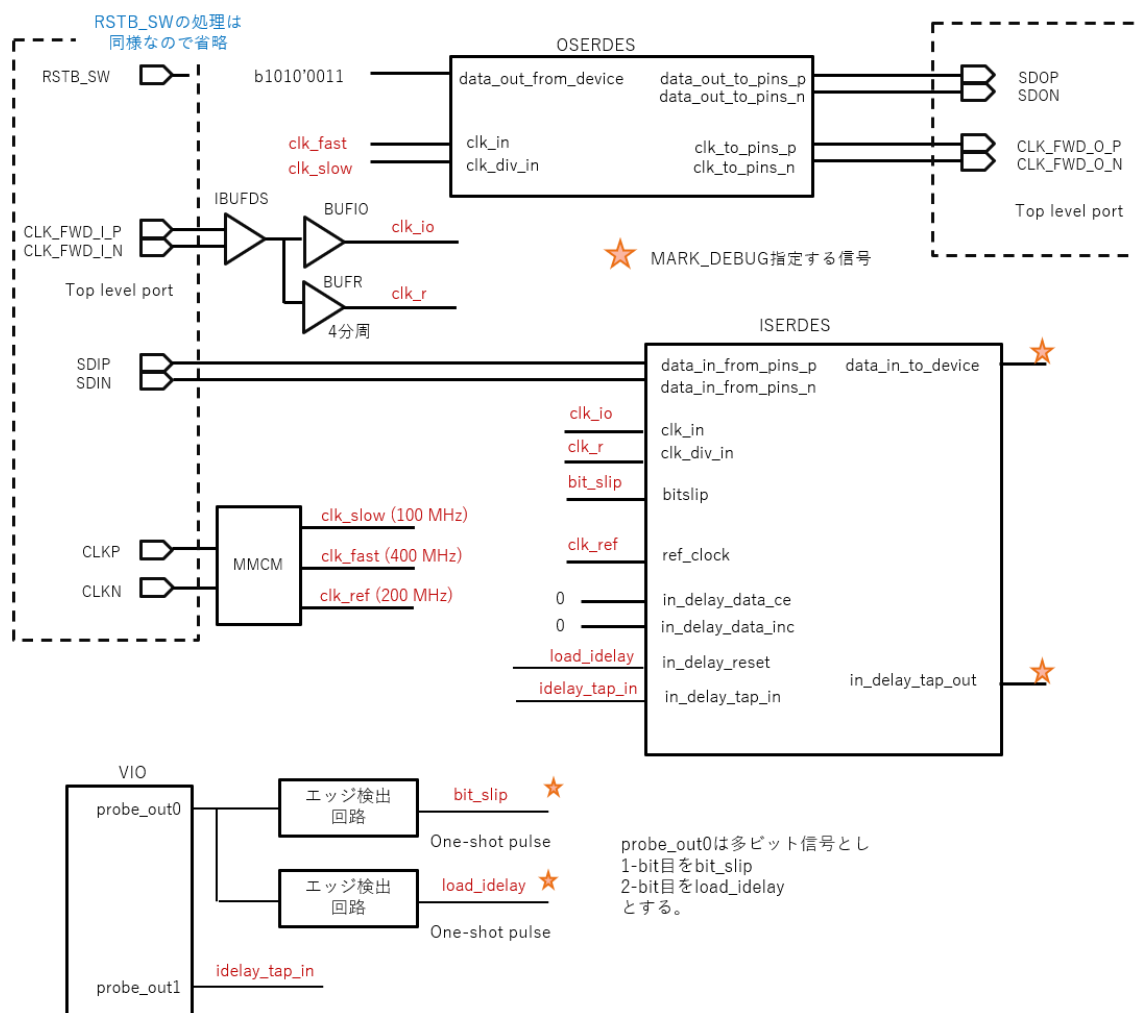 RSTB_SWの処理は
同様なので省略
RSTB_SW
b1010'0011
OSERDES
data_out_from_device
data_out_to_pins_p
data_out_to_pins_n
SDOP
SDON
clk_fast
clk_slow
clk_in
clk_div_in
clk_to_pins_p
clk_to_pins_n
CLK_FWD_O_P
CLK_FWD_O_N
Top level port
IBUFDS
BUFIO
clk_io
CLK_FWD_I_P
CLK_FWD_I_N
Top level port
BUFR
clk_r
4分周
MARK_DEBUG指定する信号
ISERDES
SDIP
SDIN
data_in_from_pins_p
data_in_from_pins_n
data_in_to_device
clk_io
clk_in
clk_r
clk_div_in
bit_slip
bitslip
clk_ref
ref_clock
0
in_delay_data_ce
0
in_delay_data_inc
load_idelay
in_delay_reset
idelay_tap_in
in_delay_tap_in
in_delay_tap_out
CLKP
CLKN
MMCM
clk_slow (100 MHz)
clk_fast (400 MHz)
clk_ref (200 MHz)
VIO
probe_out0
エッジ検出
回路
bit_slip
One-shot pulse
エッジ検出
回路
load_idelay
One-shot pulse
probe_out1
idelay_tap_in
probe_out0は多ビット信号とし
1-bit目をbit_slip
2-bit目をload_idelay
とする。